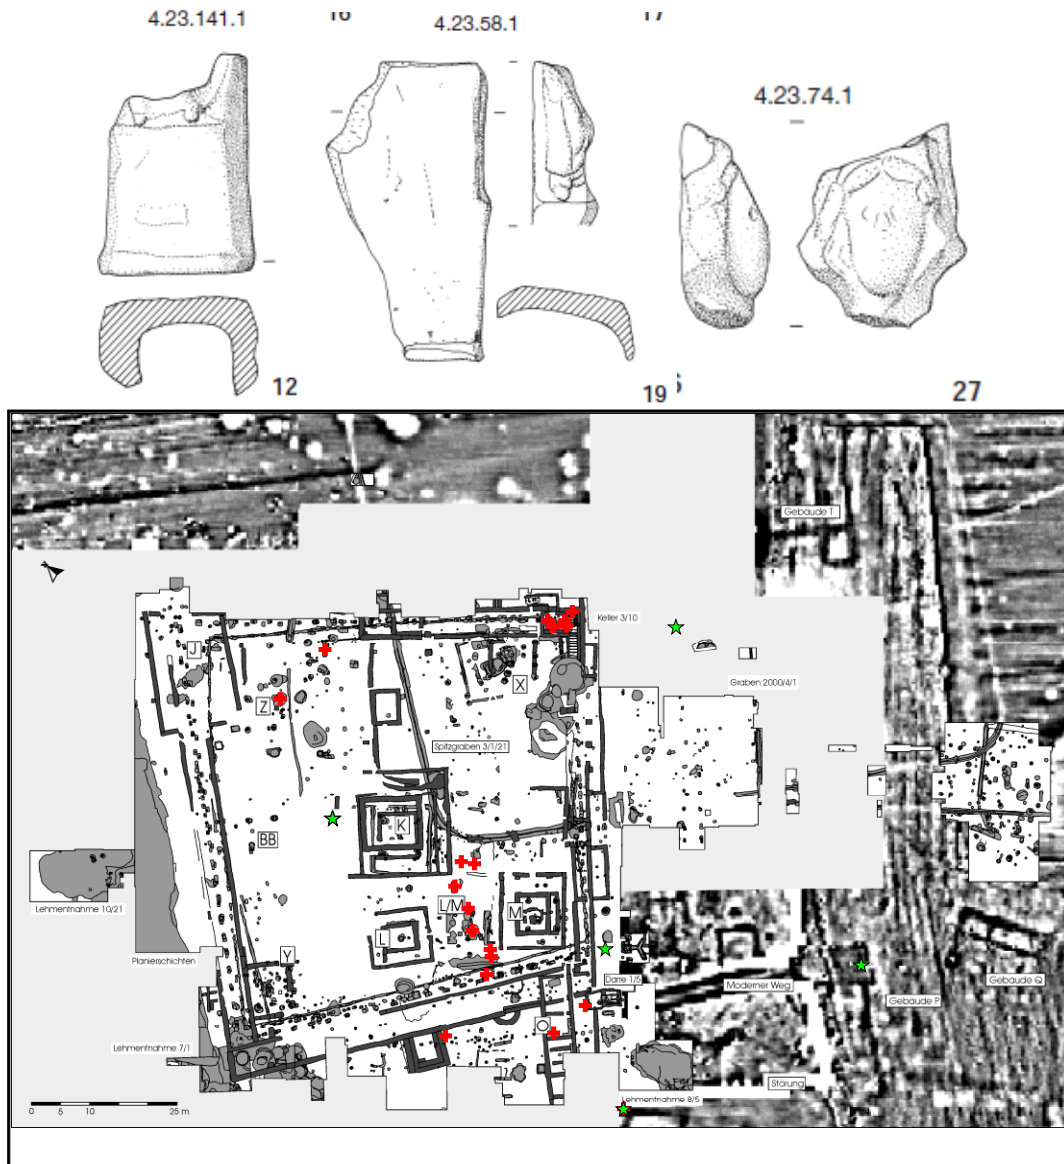 4.23.141.1
16
4.23.58.1
17
4.23.74.1
12
19
27
Gebäude T
Keller 3/10
J
X
Graben 2000/4/1
Z
Spitzgraben 3/1/21
K
BB
Lehmentnahme 10/21
L/M
M
L
Planierschichten
Y
Darre 1/5
Moderner Weg
Gebäude Q
Gebäude P
O
Lehmentnahme 7/1
Störung
Lehmentnahme 8/5
0 5 10 25 m